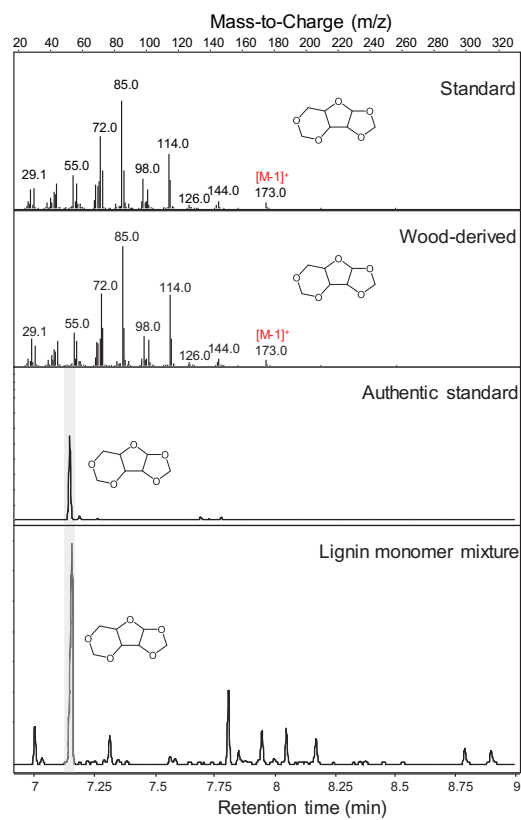 Mass-to-Charge (m/z)
20 40 60 80 100 120 140 160 180 200 220 240 260 280 300 320
Standard
85.0
72.0
114.0
55.0
98.0
29.1
126.0
144.0
[M-1]⁺
173.0
O O O O O
Wood-derived
85.0
72.0
114.0
55.0
98.0
29.1
126.0
144.0
[M-1]⁺
173.0
O O O O O
Authentic standard
O O O O O
Lignin monomer mixture
O O O O O
7 7.25 7.5 7.75 8 8.25 8.5 8.75 9
Retention time (min)